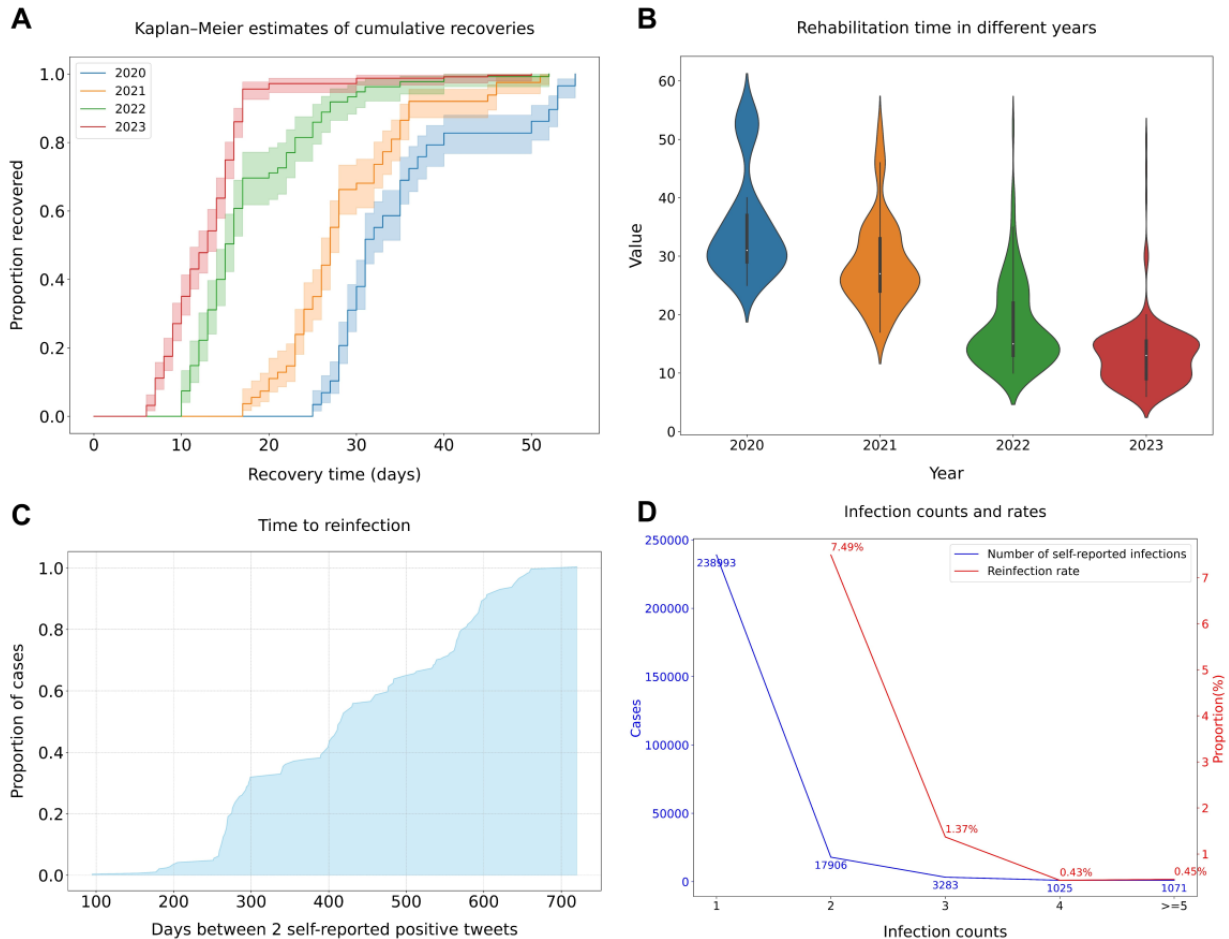 A
Kaplan–Meier estimates of cumulative recoveries
1.0
0.8
0.6
0.4
0.2
0.0
Proportion recovered
2020
2021
2022
2023
0 10 20 30 40 50
Recovery time (days)
B
Rehabilitation time in different years
60
50
40
30
20
10
0
Value
2020 2021 2022 2023
Year
C
Time to reinfection
1.0
0.8
0.6
0.4
0.2
0.0
Proportion of cases
100 200 300 400 500 600 700
Days between 2 self-reported positive tweets
D
Infection counts and rates
250000
200000
150000
100000
50000
0
Cases
Number of self-reported infections
Reinfection rate
238993
17906
3283
1025
1071
7.49%
1.37%
0.43%
0.45%
7
6
5
4
3
2
1
Proportion(%)
1 2 3 4 >=5
Infection counts